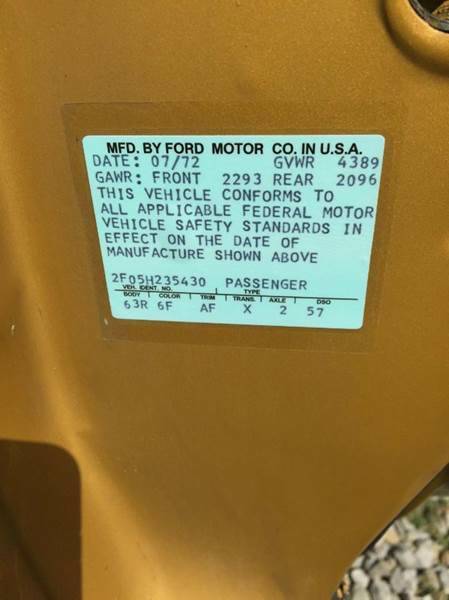 MFD. BY FORD MOTOR CO. IN U.S.A.
DATE: 07/72 GVWR 4389
GAWR: FRONT 2293 REAR 2096
THIS VEHICLE CONFORMS TO
ALL APPLICABLE FEDERAL MOTOR
VEHICLE SAFETY STANDARDS IN
EFFECT ON THE DATE OF
MANUFACTURE SHOWN ABOVE
2F05H235430 PASSENGER
VEH. IDENT. NO. TYPE
BODY COLOR TRIM TRANS. AXLE DSO
63R 6F AF X 2 57